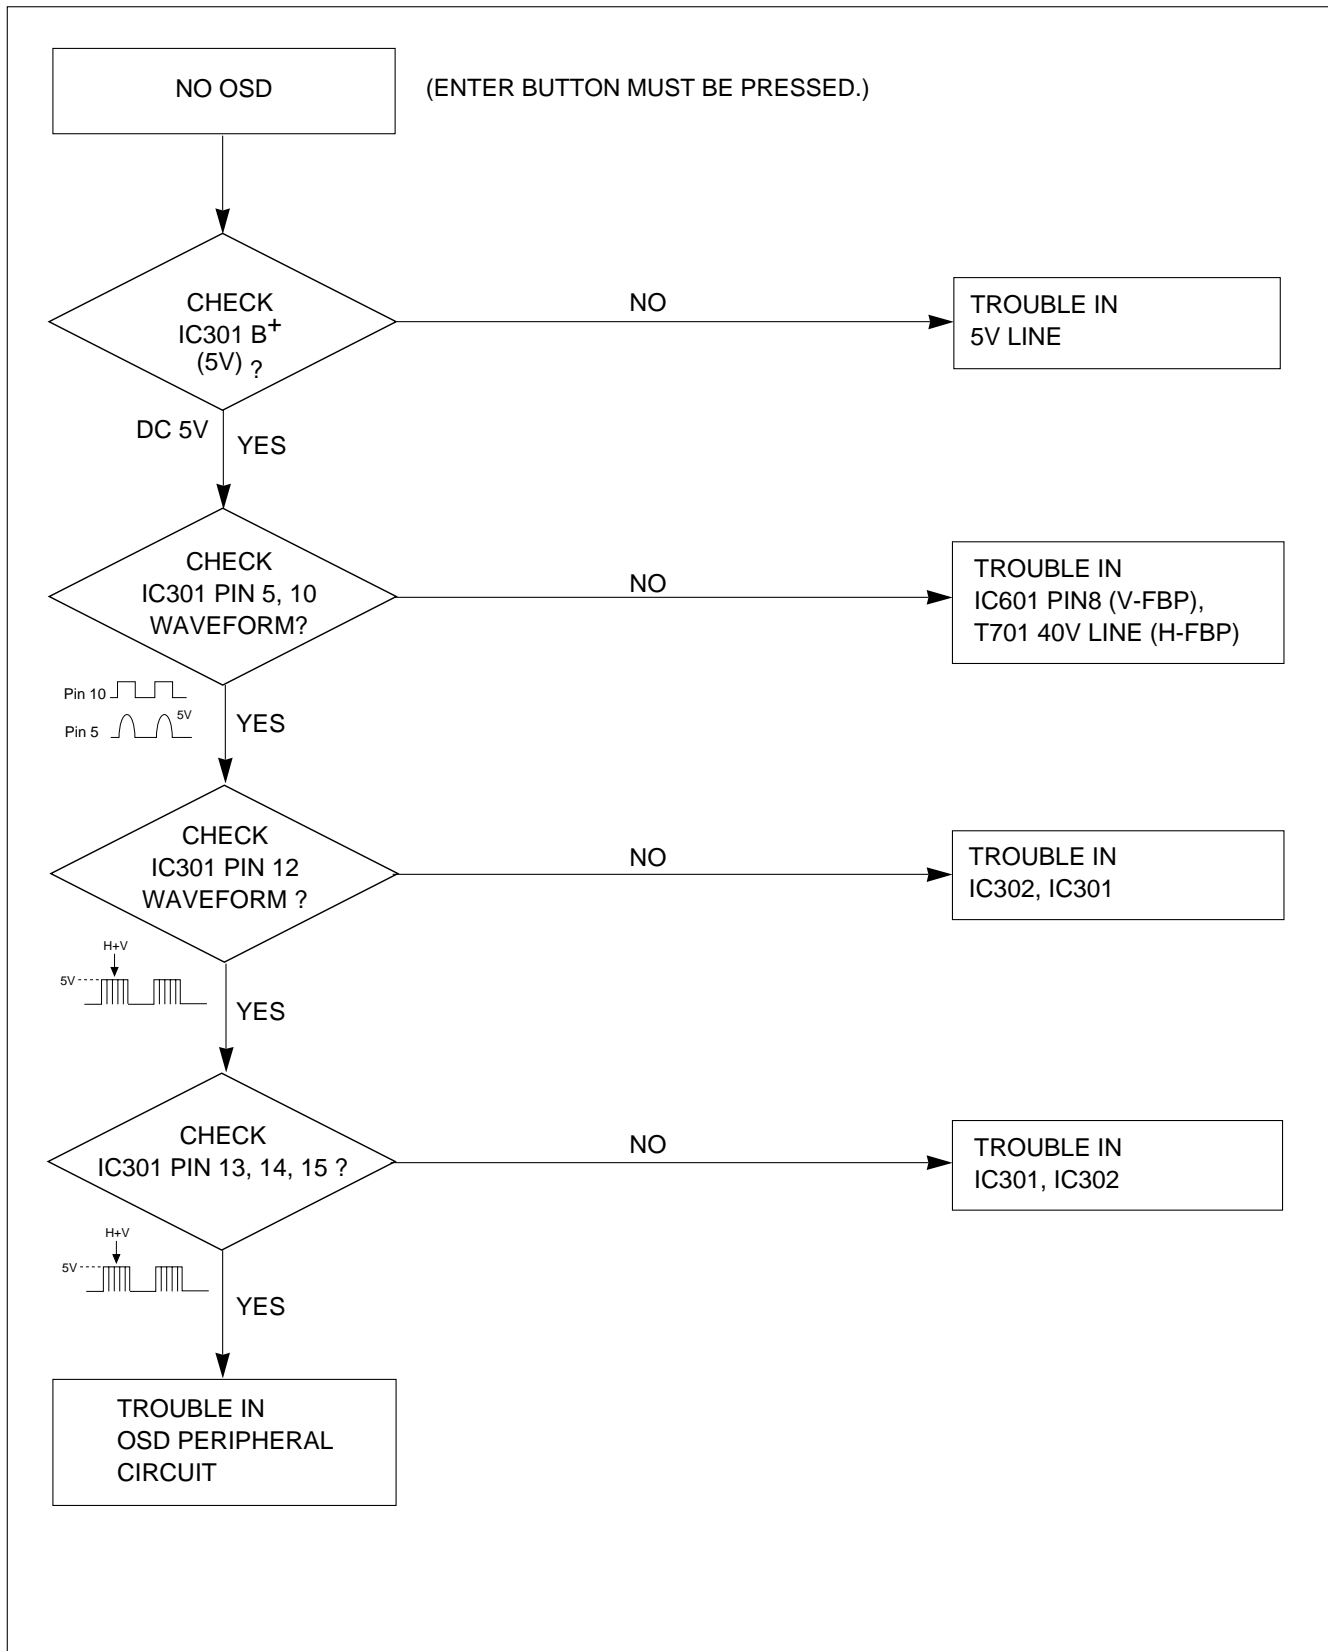 NO OSD
(ENTER BUTTON MUST BE PRESSED.)
CHECK
IC301 B+
(5V) ?
NO
TROUBLE IN
5V LINE
DC 5V
YES
CHECK
IC301 PIN 5, 10
WAVEFORM?
NO
TROUBLE IN
IC601 PIN8 (V-FBP),
T701 40V LINE (H-FBP)
Pin 10
5V
Pin 5
YES
CHECK
IC301 PIN 12
WAVEFORM ?
NO
TROUBLE IN
IC302, IC301
H+V
5V
YES
CHECK
IC301 PIN 13, 14, 15 ?
NO
TROUBLE IN
IC301, IC302
H+V
5V
YES
TROUBLE IN
OSD PERIPHERAL
CIRCUIT